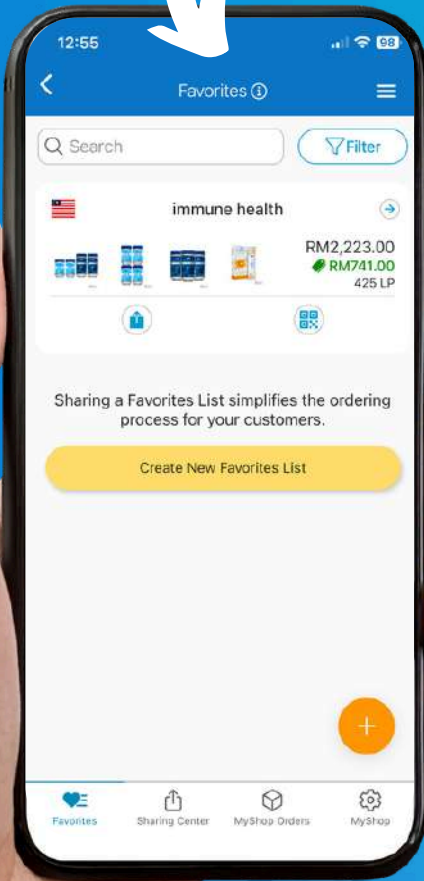 12:55
98
Favorites
Search
Filter
immune health
RM2,223.00
RM741.00
425 LP
Sharing a Favorites List simplifies the ordering
process for your customers.
Create New Favorites List
+
Favorites
Sharing Center
MyShop Orders
MyShop